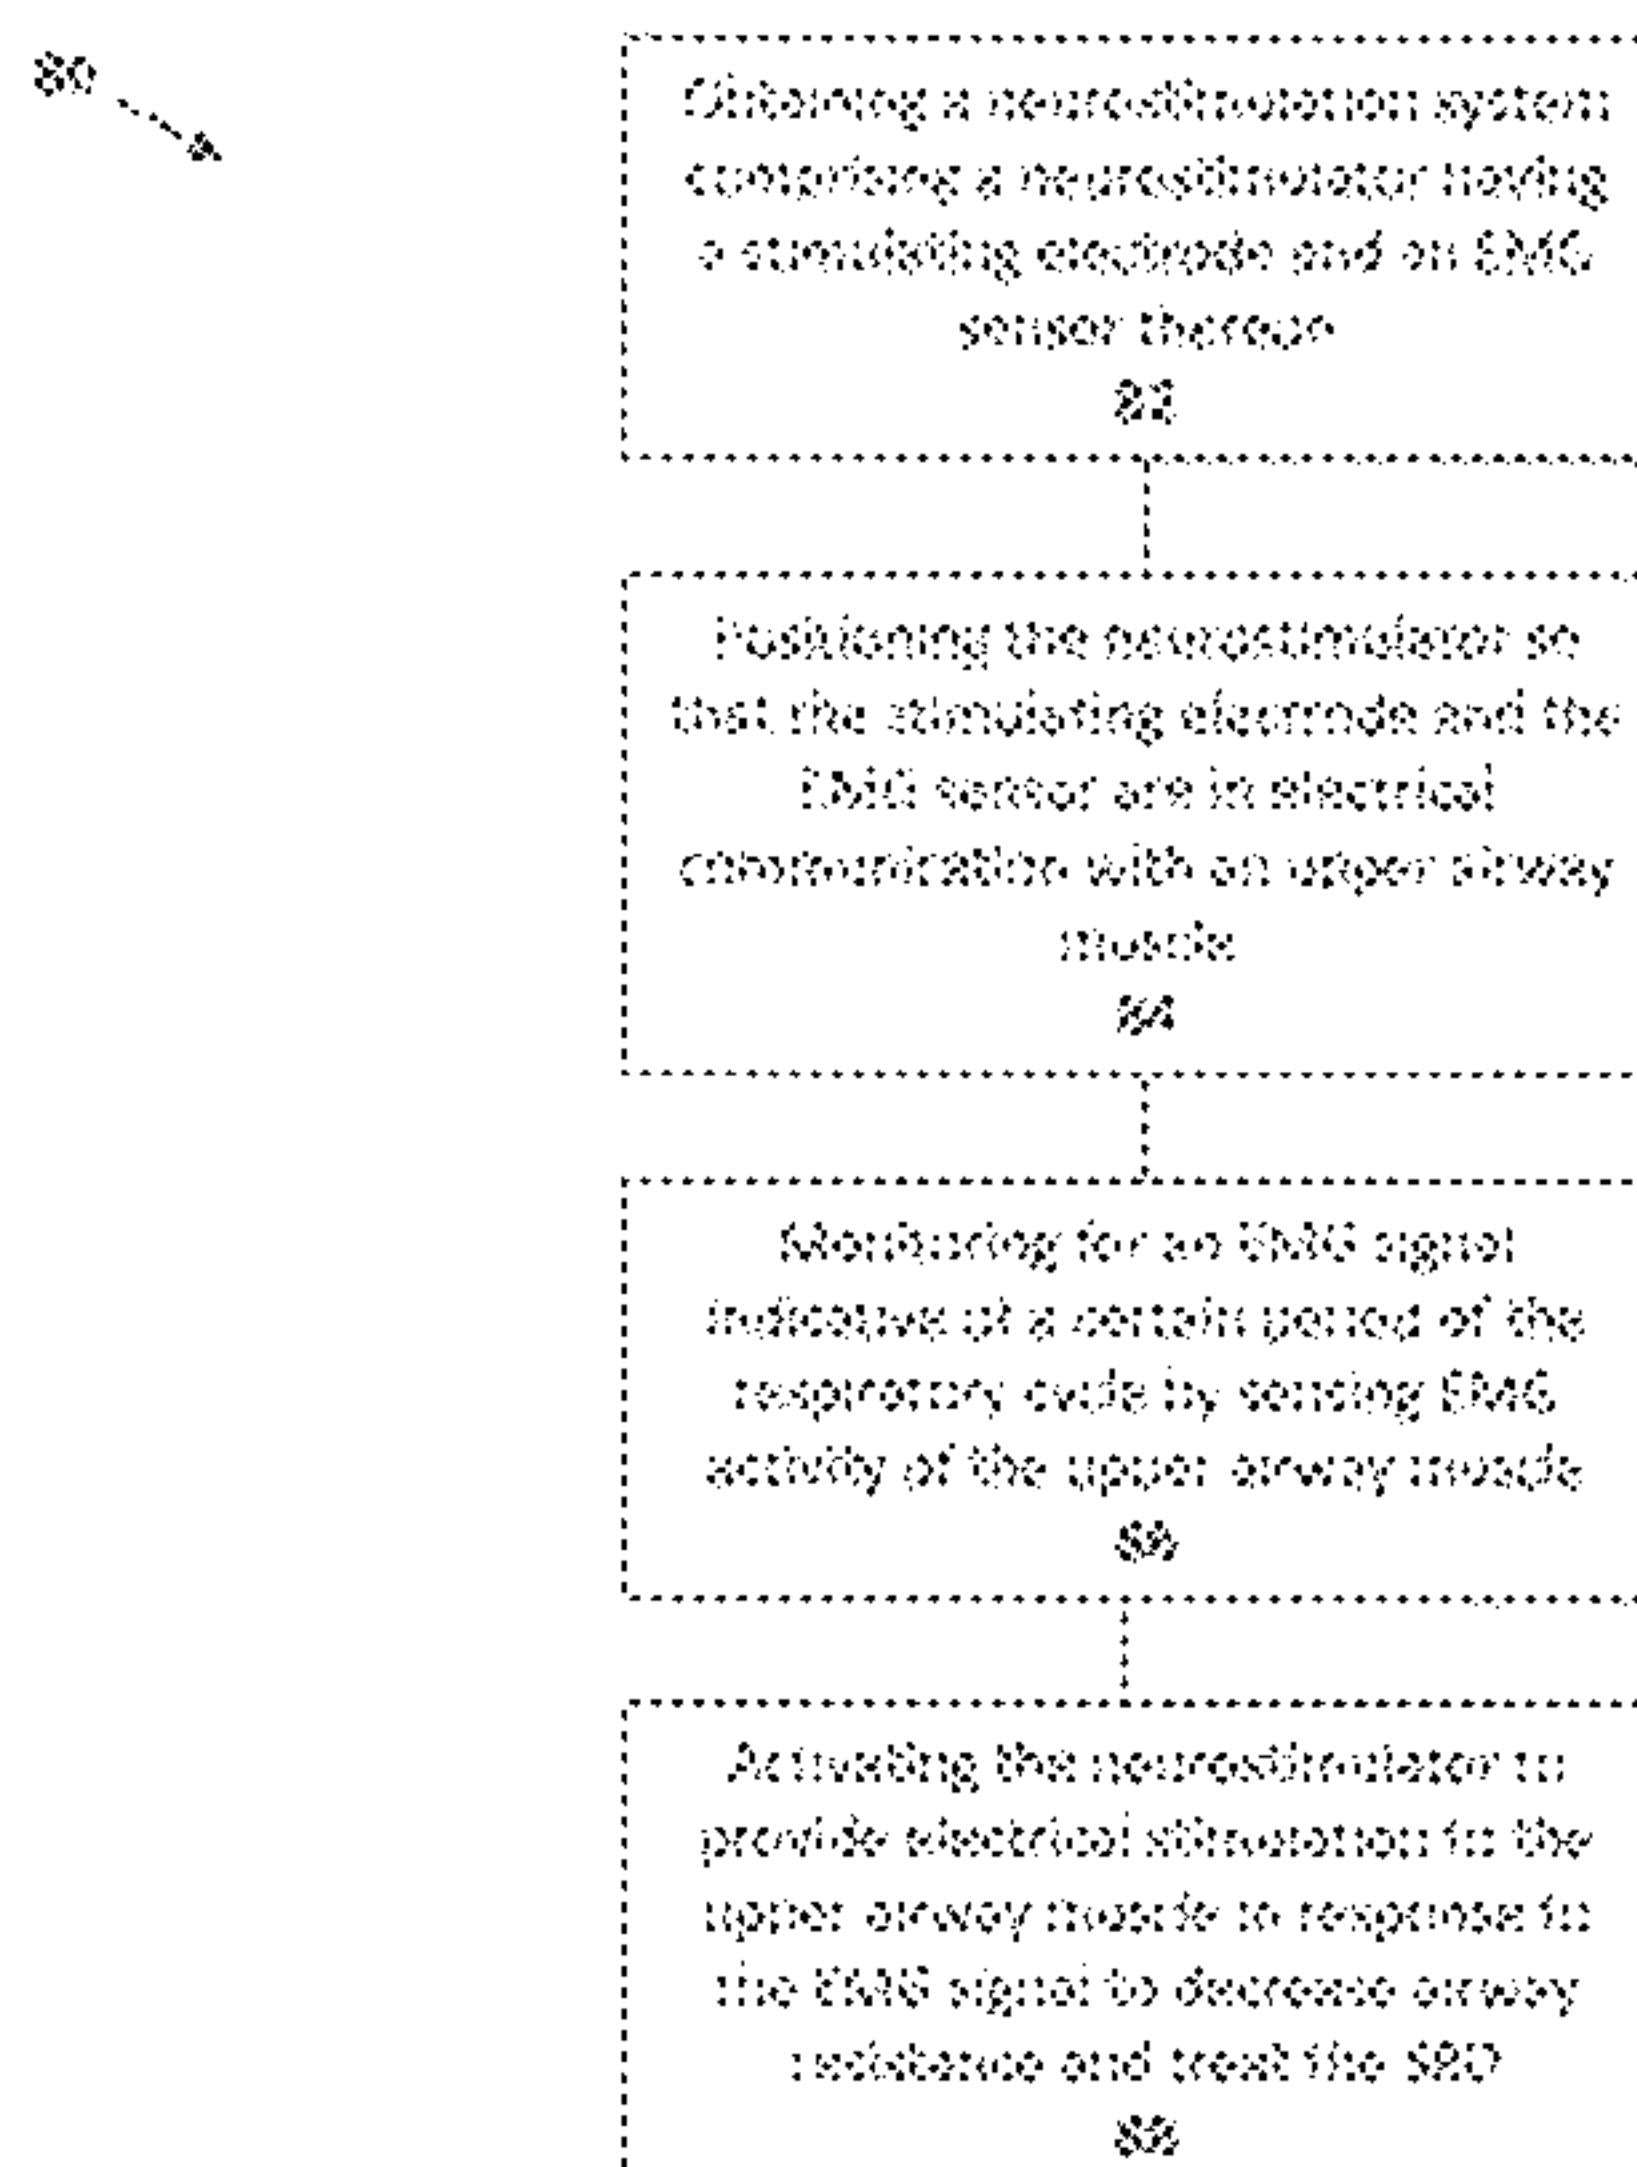 80
Obtaining a neurostimulation system
comprising a neurostimulator having
a stimulating electrode and an EMG
sensor thereon
82
Positioning the neurostimulator so
that the stimulating electrode and the
EMG sensor are in electrical
communication with an upper airway
muscle
84
Monitoring for an EMG signal
indicative of a certain period of the
respiratory cycle by sensing EMG
activity of the upper airway muscle
86
Activating the neurostimulator to
provide electrical stimulation to the
upper airway muscle in response to
the EMG signal to decrease airway
resistance and treat the SBD
88